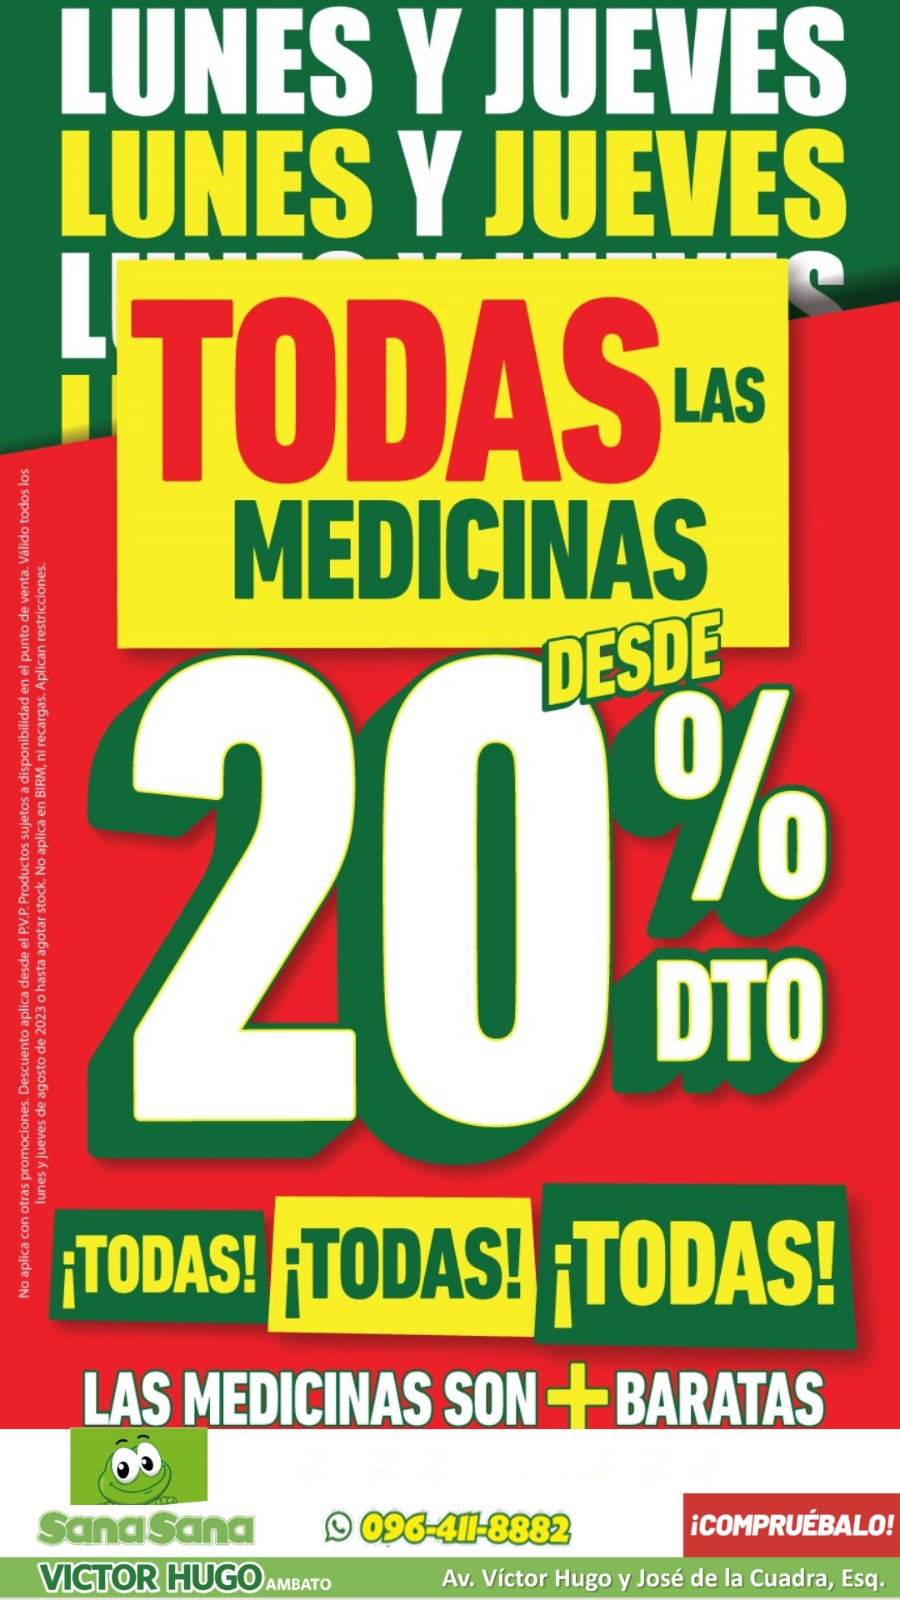 LUNES Y JUEVES
LUNES Y JUEVES
LUNES Y JUEVES
TODAS LAS
MEDICINAS
DESDE
20%
DTO
¡TODAS! ¡TODAS! ¡TODAS!
LAS MEDICINAS SON + BARATAS
No aplica con otras promociones. Descuento aplica desde el P.V.P. Productos sujetos a disponibilidad en el punto de venta. Válido todos los
lunes y jueves de agosto de 2023 o hasta agotar stock. No aplica en BIRM, ni recargas. Aplican restricciones.
SanaSana
096-411-8882
¡COMPRUÉBALO!
VICTOR HUGO AMBATO
Av. Víctor Hugo y José de la Cuadra, Esq.